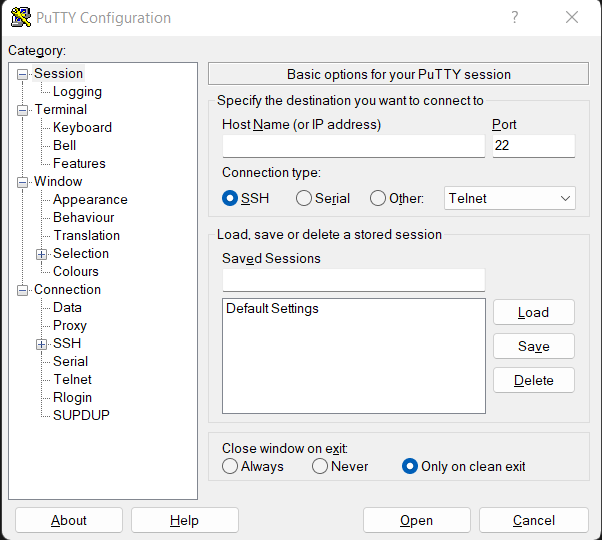 PuTTY Configuration
Category:
Session
Logging
Terminal
Keyboard
Bell
Features
Window
Appearance
Behaviour
Translation
Selection
Colours
Connection
Data
Proxy
SSH
Serial
Telnet
Rlogin
SUPDUP
Basic options for your PuTTY session
Specify the destination you want to connect to
Host Name (or IP address) Port
22
Connection type:
SSH Serial Other: Telnet
Load, save or delete a stored session
Saved Sessions
Default Settings
Load
Save
Delete
Close window on exit:
Always Never Only on clean exit
About Help Open Cancel